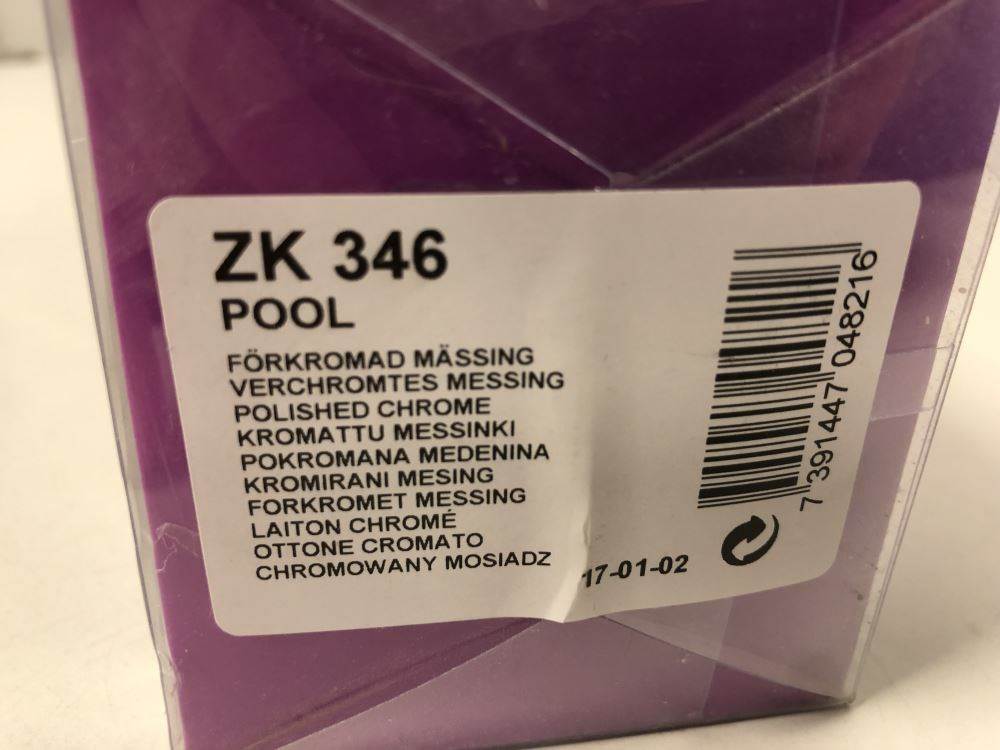 ZK 346
POOL
FÖRKROMAD MÄSSING
VERCHROMTES MESSING
POLISHED CHROME
KROMATTU MESSINKI
POKROMANA MEDENINA
KROMIRANI MESING
FORKROMET MESSING
LAITON CHROMÉ
OTTONE CROMATO
CHROMOWANY MOSIADZ
17-01-02
7 391447 048216